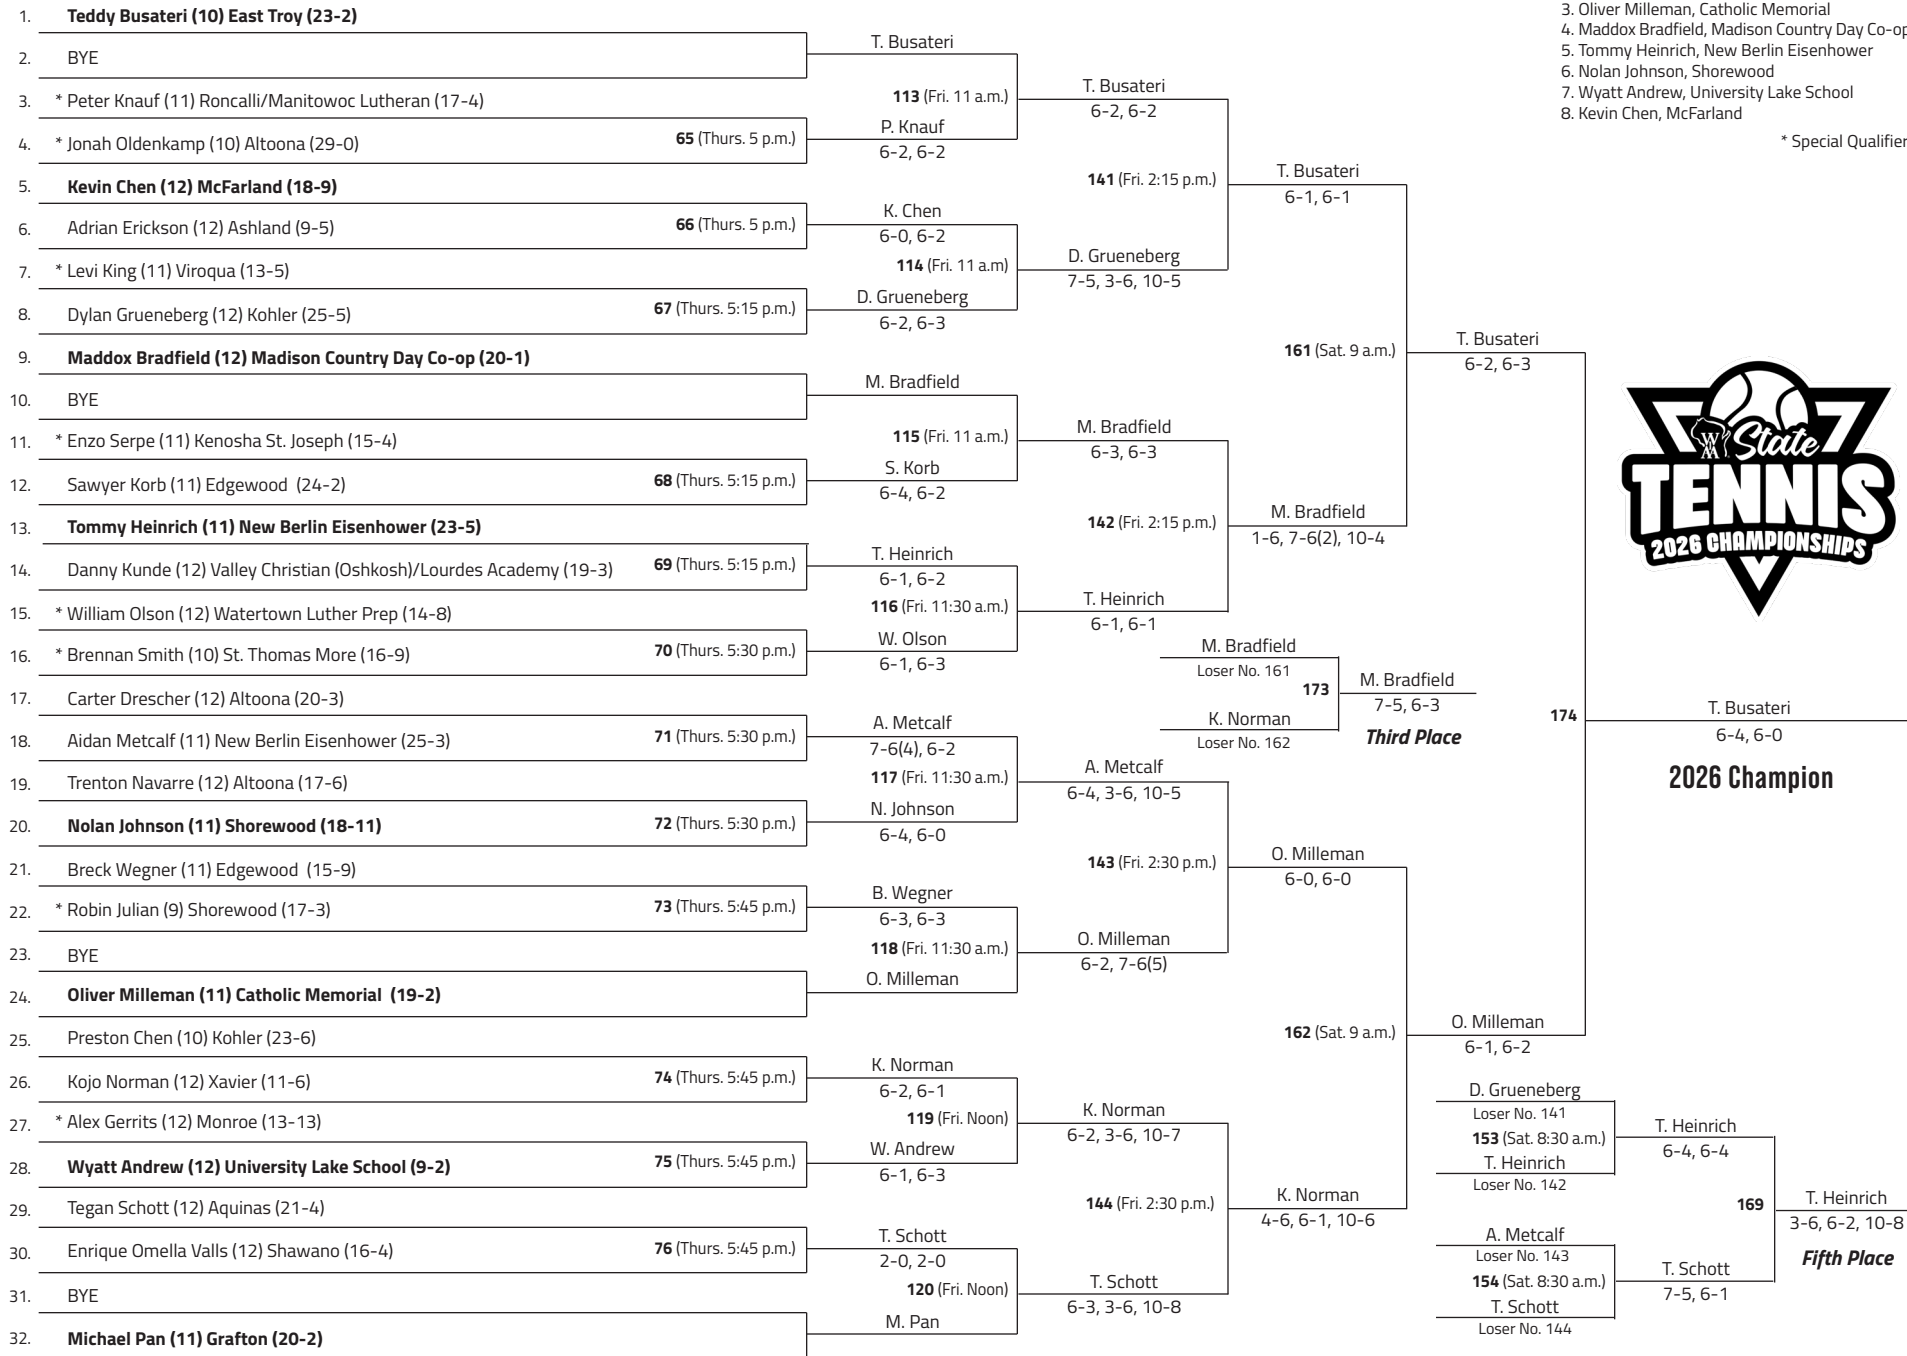 1. Teddy Busateri (10) East Troy (23-2)
2. BYE
3. * Peter Knauf (11) Roncalli/Manitowoc Lutheran (17-4)
65 (Thurs. 5 p.m.)
4. * Jonah Oldenkamp (10) Altoona (29-0)
5. Kevin Chen (12) McFarland (18-9)
66 (Thurs. 5 p.m.)
6. Adrian Erickson (12) Ashland (9-5)
7. * Levi King (11) Viroqua (13-5)
67 (Thurs. 5:15 p.m.)
8. Dylan Grueneberg (12) Kohler (25-5)
9. Maddox Bradfield (12) Madison Country Day Co-op (20-1)
10. BYE
11. * Enzo Serpe (11) Kenosha St. Joseph (15-4)
68 (Thurs. 5:15 p.m.)
12. Sawyer Korb (11) Edgewood (24-2)
13. Tommy Heinrich (11) New Berlin Eisenhower (23-5)
69 (Thurs. 5:15 p.m.)
14. Danny Kunde (12) Valley Christian (Oshkosh)/Lourdes Academy (19-3)
15. * William Olson (12) Watertown Luther Prep (14-8)
70 (Thurs. 5:30 p.m.)
16. * Brennan Smith (10) St. Thomas More (16-9)
17. Carter Drescher (12) Altoona (20-3)
71 (Thurs. 5:30 p.m.)
18. Aidan Metcalf (11) New Berlin Eisenhower (25-3)
19. Trenton Navarre (12) Altoona (17-6)
72 (Thurs. 5:30 p.m.)
20. Nolan Johnson (11) Shorewood (18-11)
21. Breck Wegner (11) Edgewood (15-9)
73 (Thurs. 5:45 p.m.)
22. * Robin Julian (9) Shorewood (17-3)
23. BYE
24. Oliver Milleman (11) Catholic Memorial (19-2)
25. Preston Chen (10) Kohler (23-6)
74 (Thurs. 5:45 p.m.)
26. Kojo Norman (12) Xavier (11-6)
27. * Alex Gerrits (12) Monroe (13-13)
75 (Thurs. 5:45 p.m.)
28. Wyatt Andrew (12) University Lake School (9-2)
29. Tegan Schott (12) Aquinas (21-4)
76 (Thurs. 5:45 p.m.)
30. Enrique Omella Valls (12) Shawano (16-4)
31. BYE
32. Michael Pan (11) Grafton (20-2)
T. Busateri
113 (Fri. 11 a.m.)
P. Knauf
6-2, 6-2
K. Chen
6-0, 6-2
114 (Fri. 11 a.m)
D. Grueneberg
6-2, 6-3
M. Bradfield
115 (Fri. 11 a.m.)
S. Korb
6-4, 6-2
T. Heinrich
6-1, 6-2
116 (Fri. 11:30 a.m.)
W. Olson
6-1, 6-3
A. Metcalf
7-6(4), 6-2
117 (Fri. 11:30 a.m.)
N. Johnson
6-4, 6-0
B. Wegner
6-3, 6-3
118 (Fri. 11:30 a.m.)
O. Milleman
K. Norman
6-2, 6-1
119 (Fri. Noon)
W. Andrew
6-1, 6-3
T. Schott
2-0, 2-0
120 (Fri. Noon)
M. Pan
T. Busateri
6-2, 6-2
141 (Fri. 2:15 p.m.)
D. Grueneberg
7-5, 3-6, 10-5
M. Bradfield
6-3, 6-3
142 (Fri. 2:15 p.m.)
T. Heinrich
6-1, 6-1
A. Metcalf
6-4, 3-6, 10-5
143 (Fri. 2:30 p.m.)
O. Milleman
6-2, 7-6(5)
K. Norman
6-2, 3-6, 10-7
144 (Fri. 2:30 p.m.)
T. Schott
6-3, 3-6, 10-8
T. Busateri
6-1, 6-1
161 (Sat. 9 a.m.)
M. Bradfield
1-6, 7-6(2), 10-4
O. Milleman
6-0, 6-0
162 (Sat. 9 a.m.)
K. Norman
4-6, 6-1, 10-6
T. Busateri
6-2, 6-3
174
O. Milleman
6-1, 6-2
T. Busateri
6-4, 6-0
2026 Champion
M. Bradfield
Loser No. 161
173
K. Norman
Loser No. 162
M. Bradfield
7-5, 6-3
Third Place
D. Grueneberg
Loser No. 141
153 (Sat. 8:30 a.m.)
T. Heinrich
Loser No. 142
A. Metcalf
Loser No. 143
154 (Sat. 8:30 a.m.)
T. Schott
Loser No. 144
T. Heinrich
6-4, 6-4
169
T. Schott
7-5, 6-1
T. Heinrich
3-6, 6-2, 10-8
Fifth Place
3. Oliver Milleman, Catholic Memorial
4. Maddox Bradfield, Madison Country Day Co-op
5. Tommy Heinrich, New Berlin Eisenhower
6. Nolan Johnson, Shorewood
7. Wyatt Andrew, University Lake School
8. Kevin Chen, McFarland
* Special Qualifier
State
TENNIS
2026 CHAMPIONSHIPS